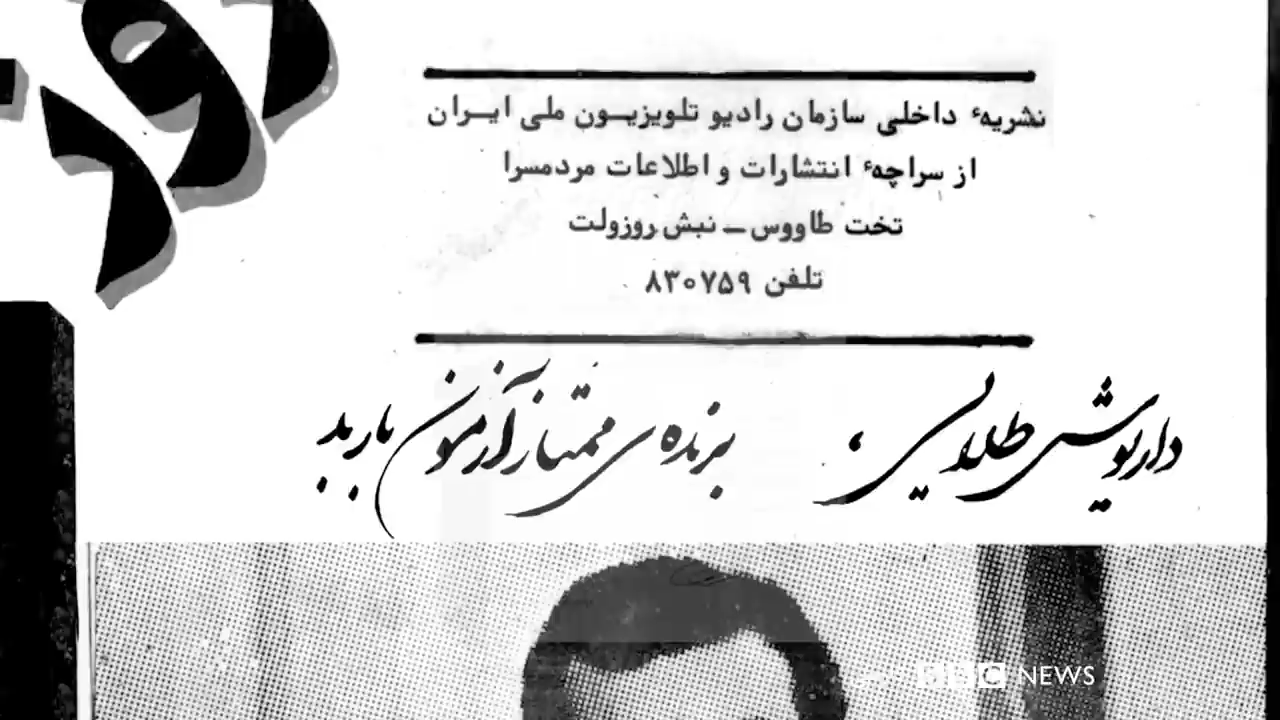 نشریهٔ داخلی سازمان رادیو تلویزیون ملی ایران
از سراچهٔ انتشارات و اطلاعات مردمسرا
تخت طاووس – نبش روزولت
تلفن ۸۳۰۷۵۹
داریوش طلایی، برنده‌ی ممتاز آزمون باربد
BBC NEWS